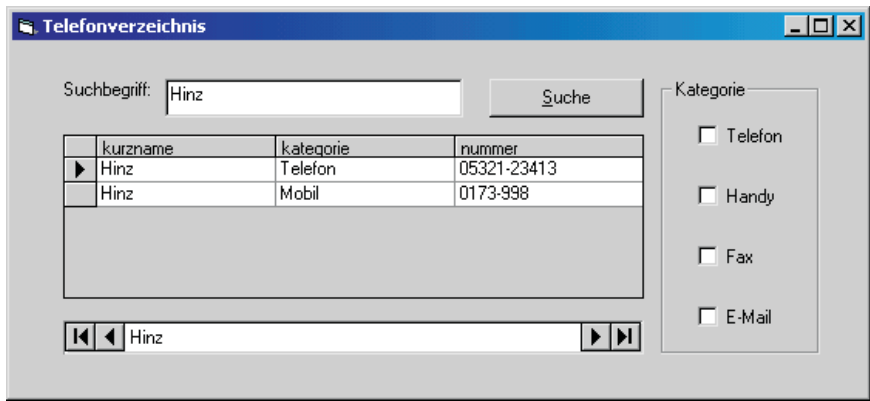 Telefonverzeichnis
Suchbegriff: Hinz Suche
kurzname kategorie nummer
Hinz Telefon 05321-23413
Hinz Mobil 0173-998
Hinz
Kategorie
Telefon
Handy
Fax
E-Mail